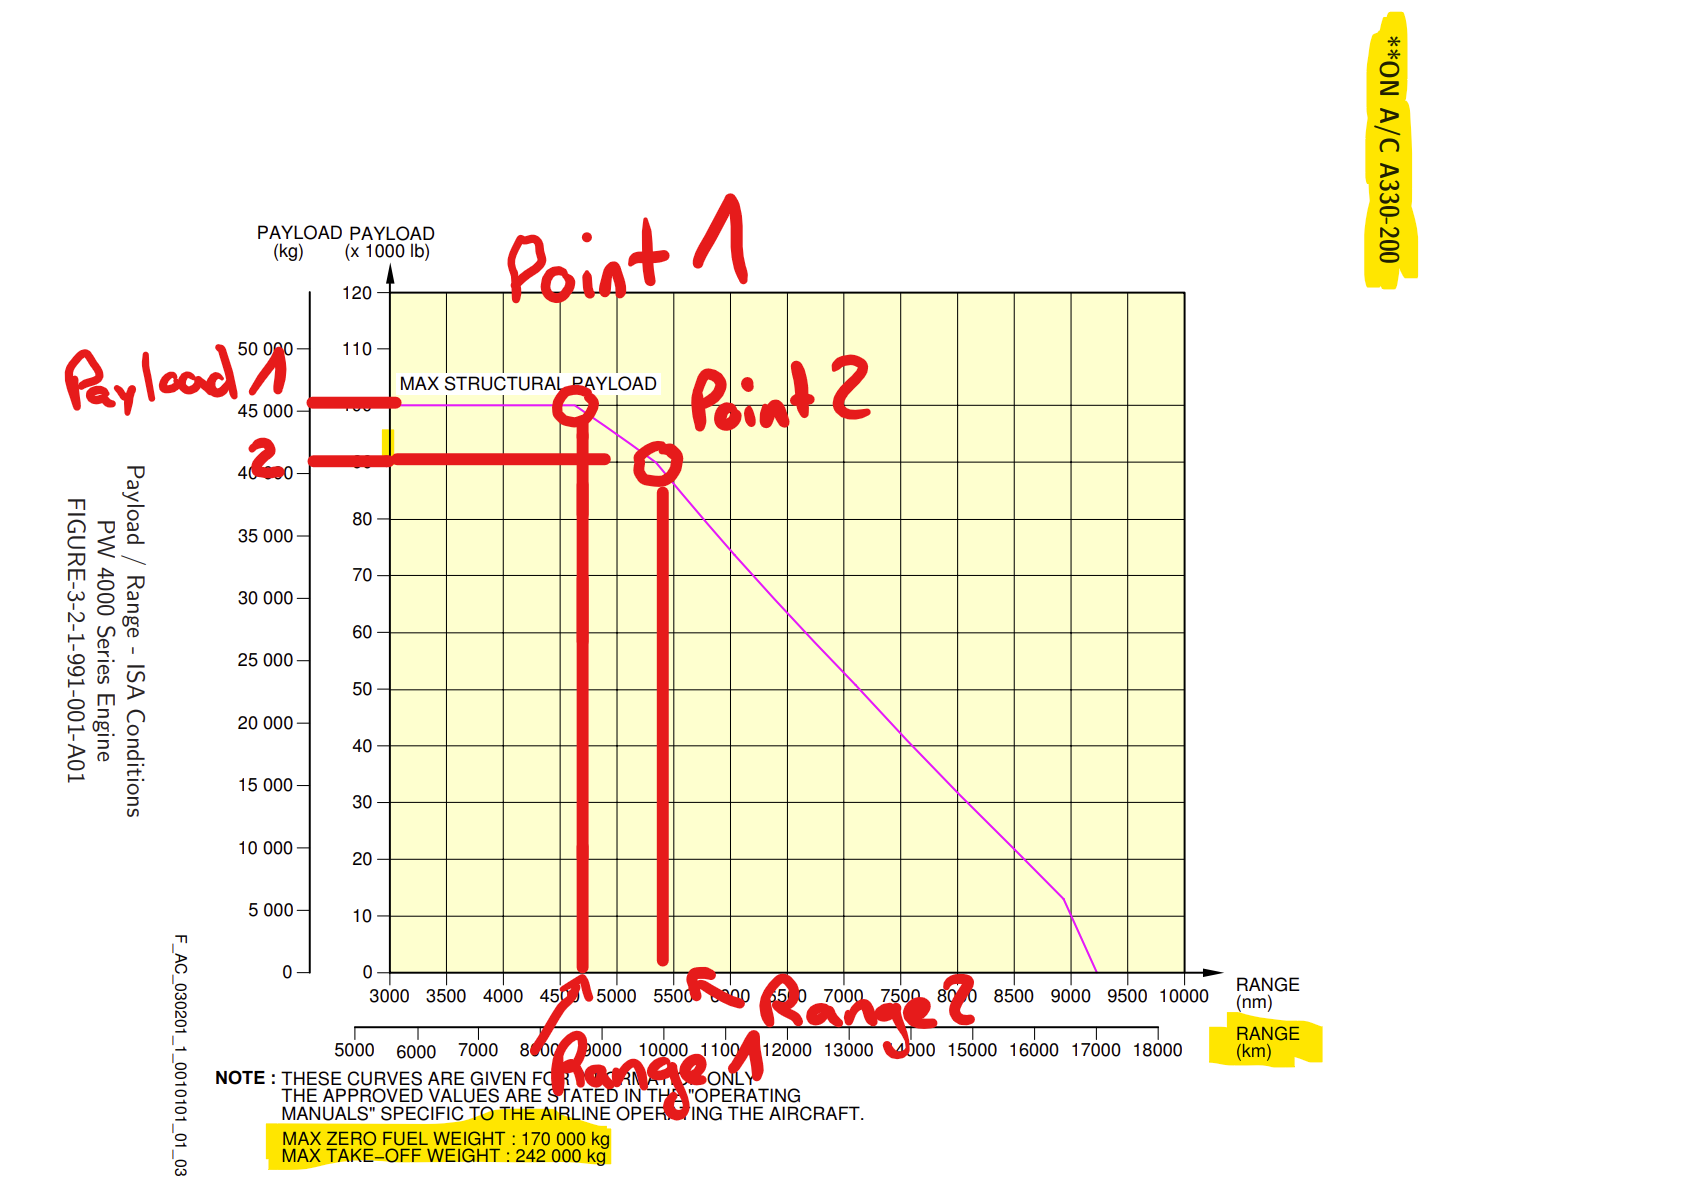 **ON A/C A330-200
Point 1
PAYLOAD PAYLOAD
(kg) (x 1000 lb)
120
50 000 110
Payload 1
MAX STRUCTURAL PAYLOAD
Point 2
45 000 100
2
40 000 90
80
35 000
70
30 000
60
25 000
50
20 000
40
15 000
30
10 000
20
5 000
10
0 0
3000 3500 4000 4500 5000 5500 6000 6500 7000 7500 8000 8500 9000 9500 10000
RANGE
(nm)
Range 2
5000 6000 7000 8000 9000 10000 11000 12000 13000 14000 15000 16000 17000 18000
RANGE
(km)
Range 1
NOTE : THESE CURVES ARE GIVEN FOR INFORMATION ONLY
THE APPROVED VALUES ARE STATED IN THE "OPERATING
MANUALS" SPECIFIC TO THE AIRLINE OPERATING THE AIRCRAFT.
MAX ZERO FUEL WEIGHT : 170 000 kg
MAX TAKE–OFF WEIGHT : 242 000 kg
F_AC_030201_1_0010101_01_03
Payload / Range - ISA Conditions
PW 4000 Series Engine
FIGURE-3-2-1-991-001-A01